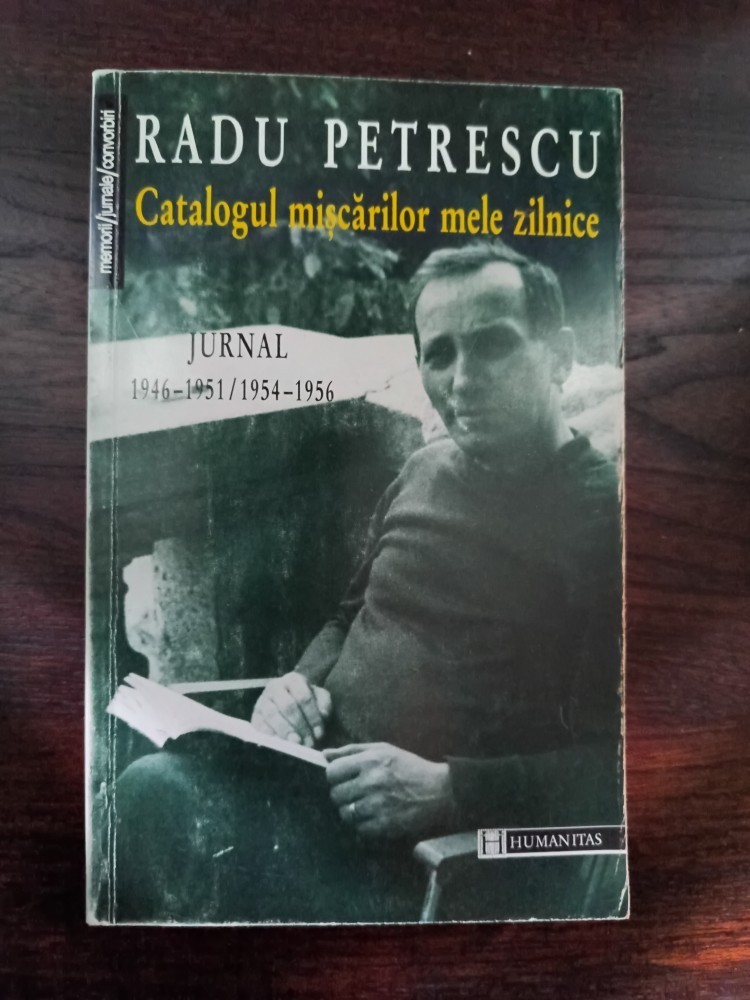 memorii/jurnale/convorbiri
RADU PETRESCU
Catalogul mișcărilor mele zilnice
JURNAL
1946–1951/1954–1956
H HUMANITAS